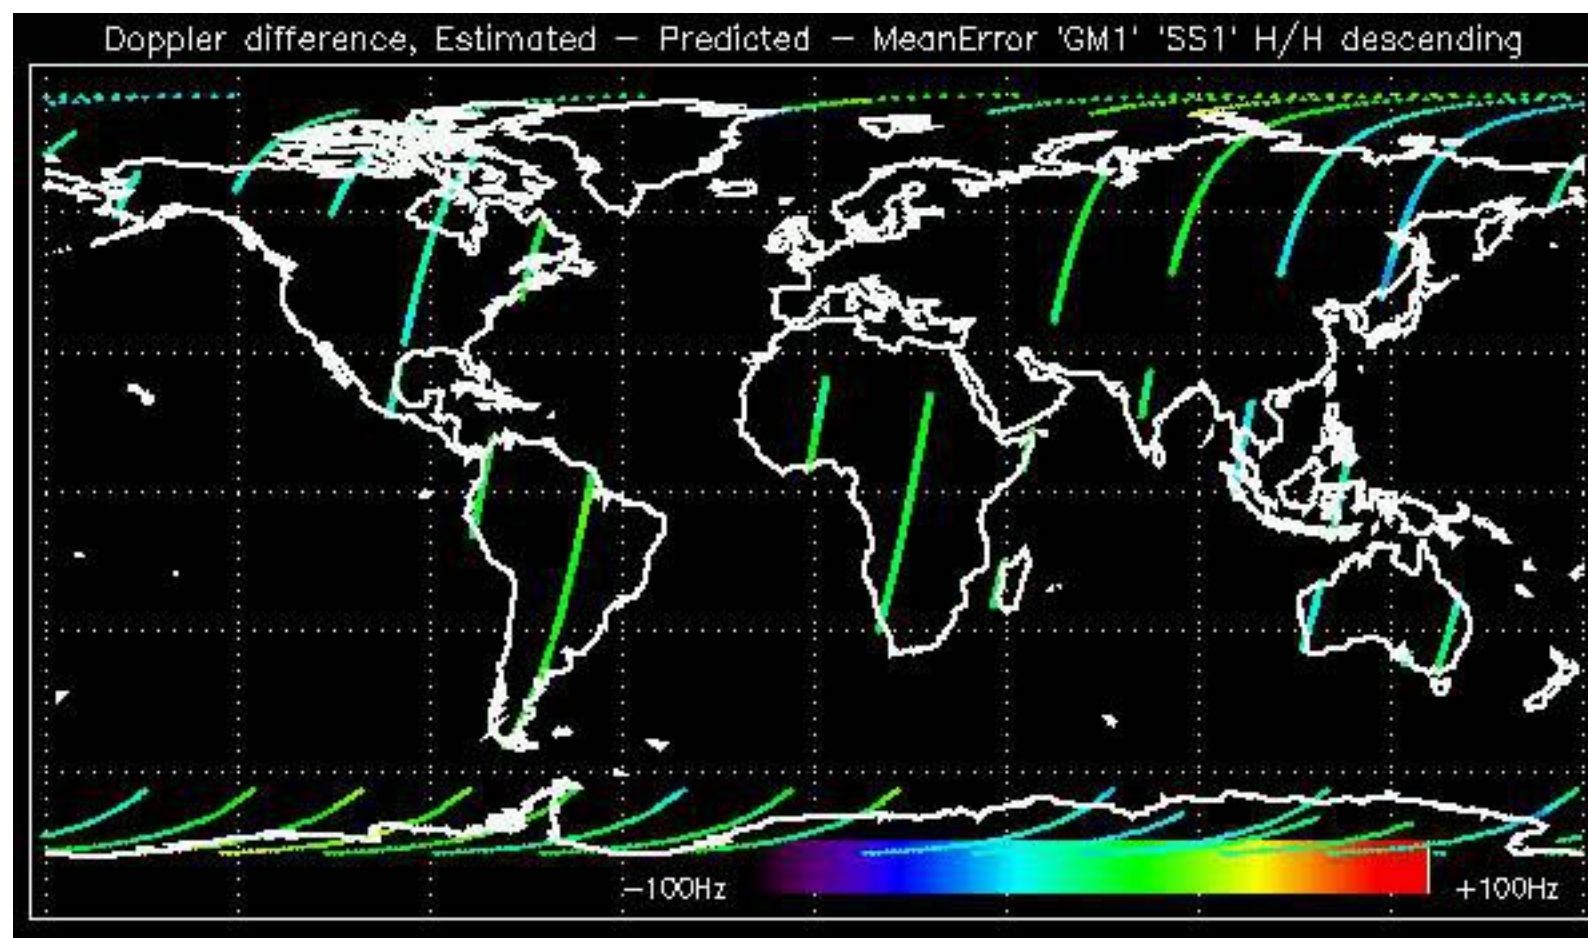 Doppler difference, Estimated − Predicted − MeanError 'GM1' 'SS1' H/H descending
−100Hz
+100Hz